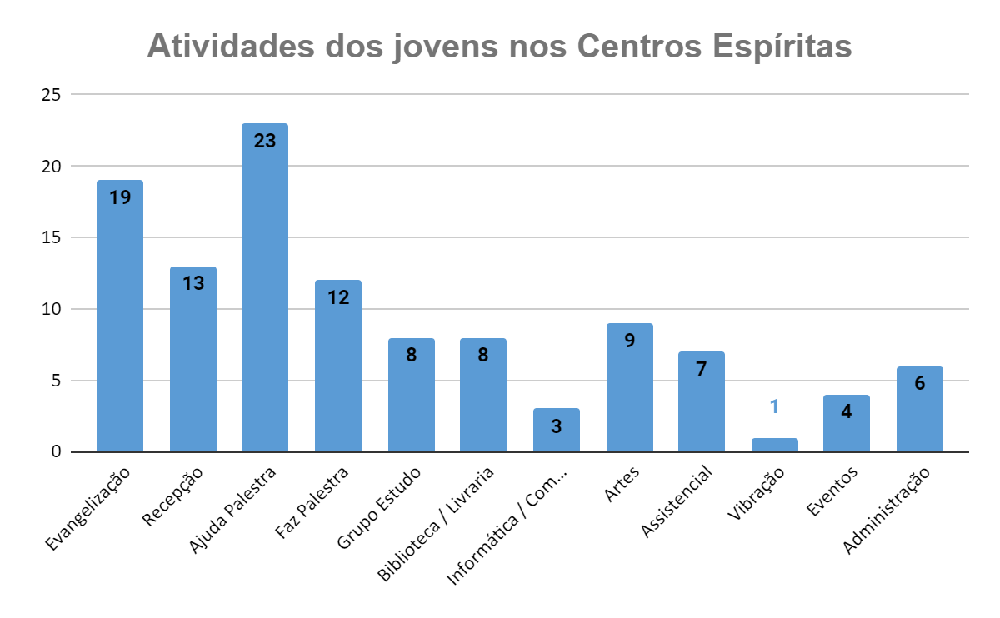 Atividades dos jovens nos Centros Espíritas
25
20
15
10
5
0
19
13
23
12
8
8
3
9
7
1
4
6
Evangelização
Recepção
Ajuda Palestra
Faz Palestra
Grupo Estudo
Biblioteca / Livraria
Informática / Com...
Artes
Assistencial
Vibração
Eventos
Administração